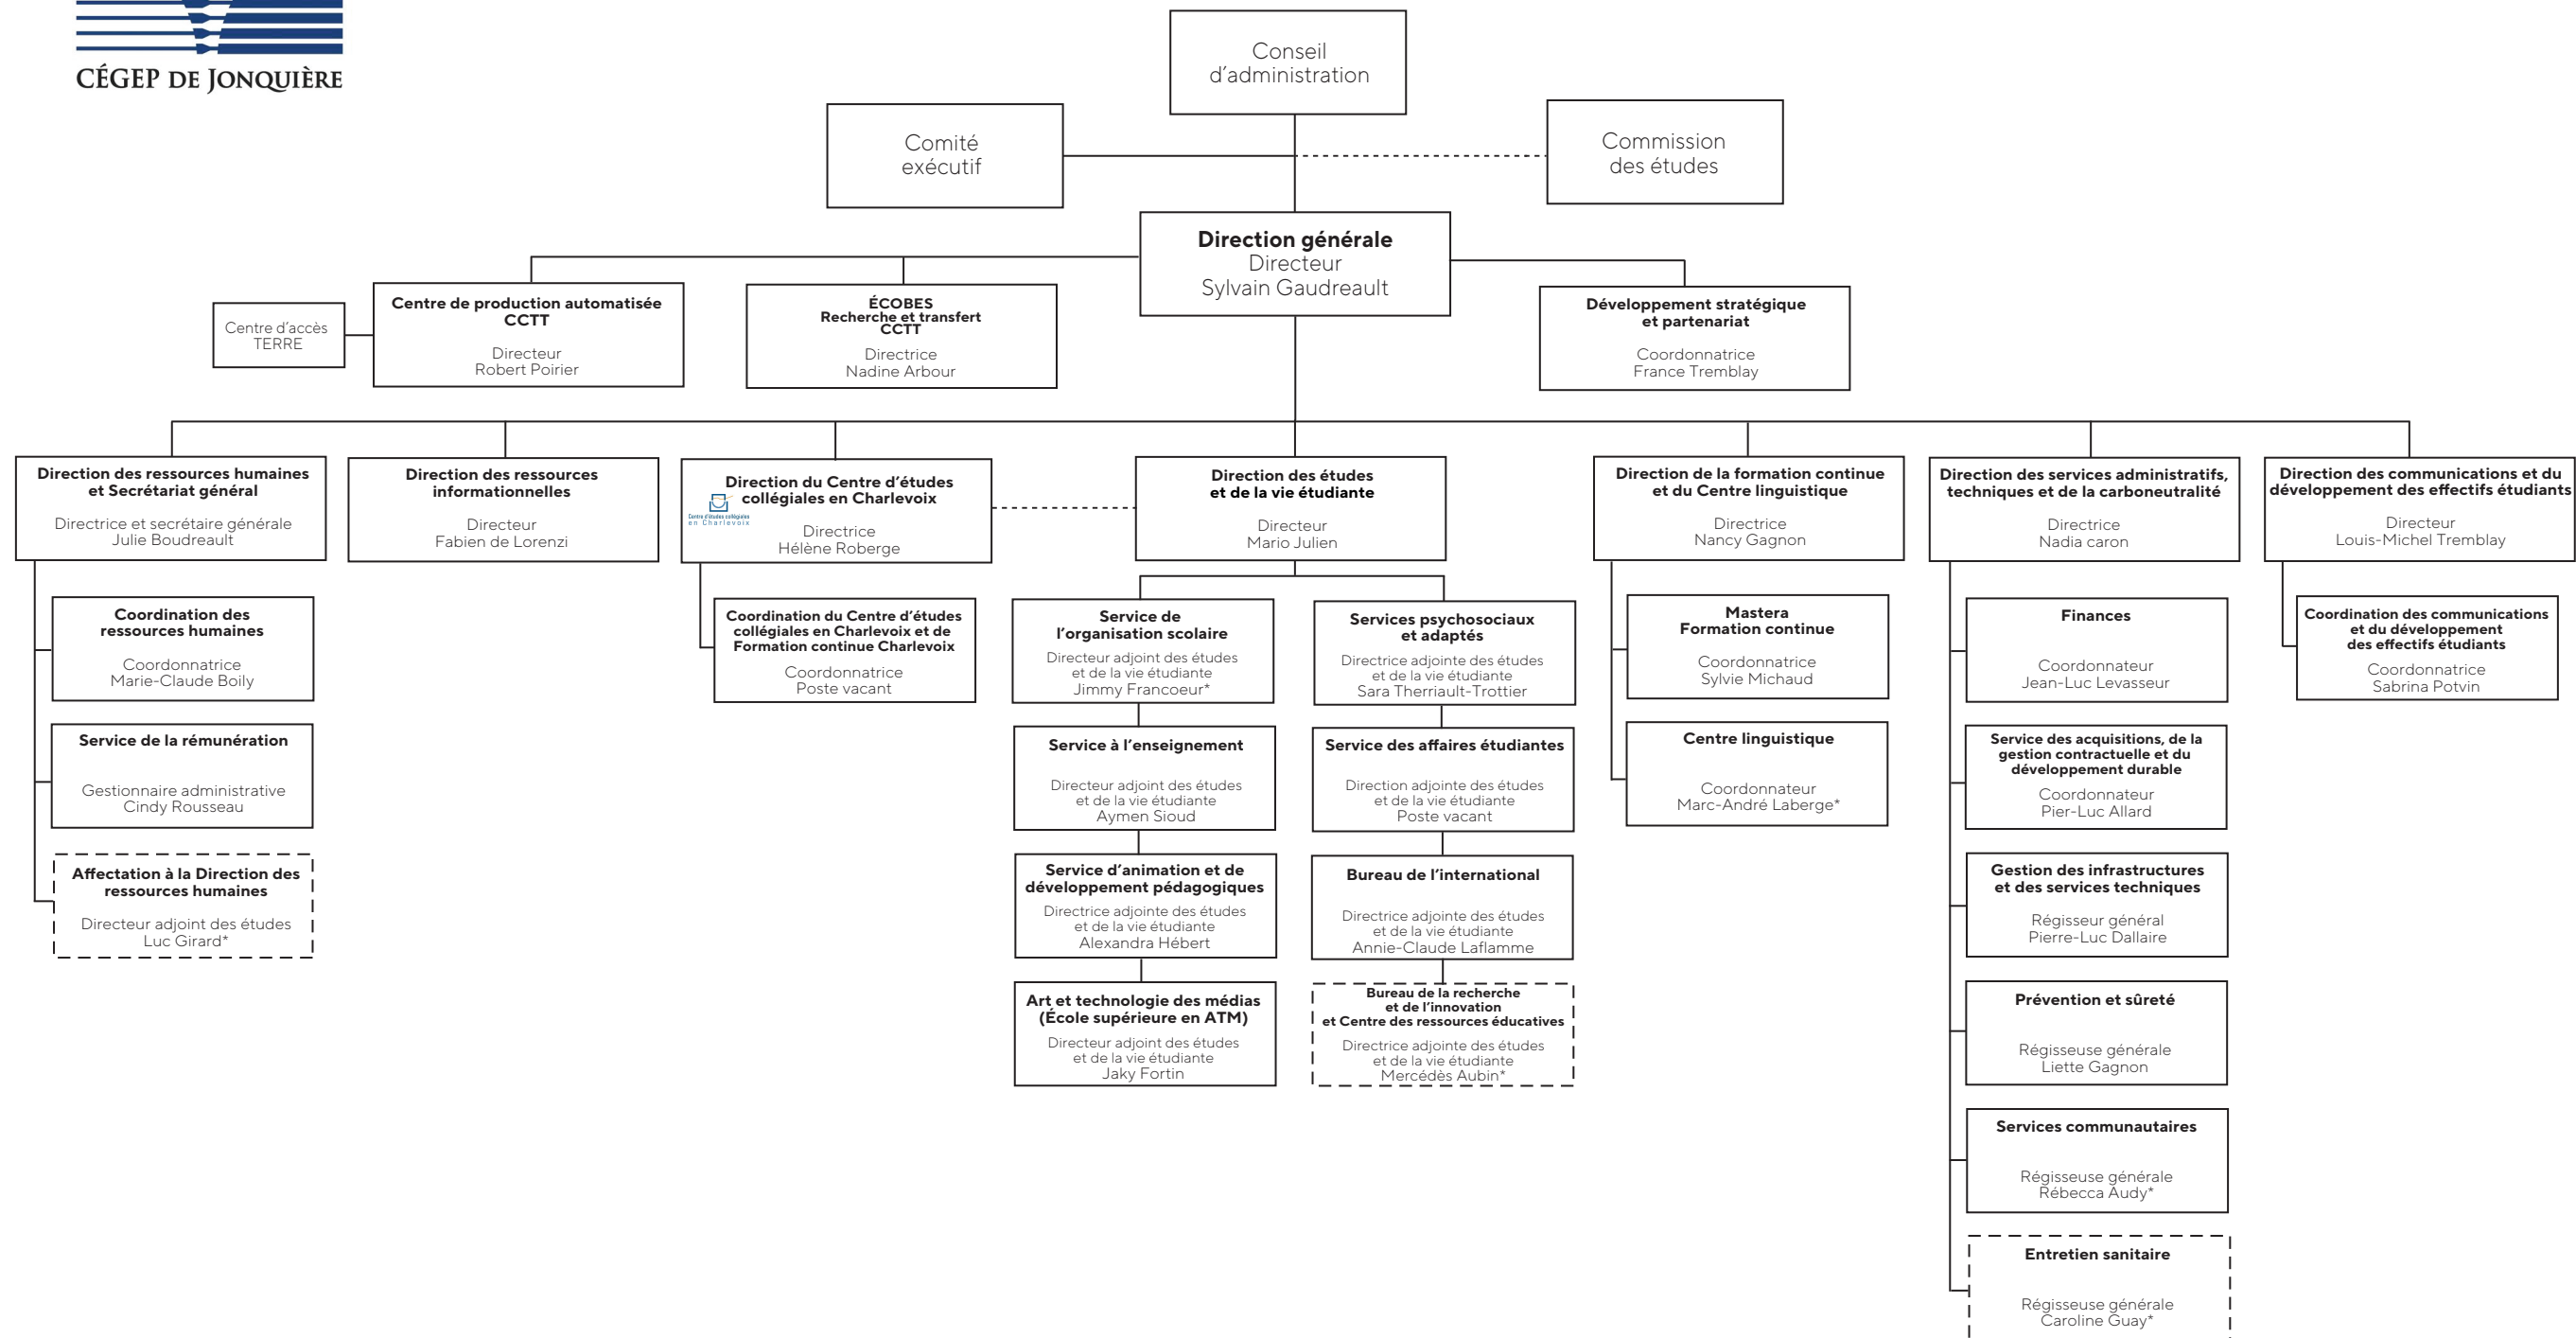 CÉGEP DE JONQUIÈRE
Conseil
d'administration
Comité
exécutif
Commission
des études
Direction générale
Directeur
Sylvain Gaudreault
Centre d'accès
TERRE
Centre de production automatisée
CCTT
Directeur
Robert Poirier
ÉCOBES
Recherche et transfert
CCTT
Directrice
Nadine Arbour
Développement stratégique
et partenariat
Coordonnatrice
France Tremblay
Direction des ressources humaines
et Secrétariat général
Directrice et secrétaire générale
Julie Boudreault
Direction des ressources
informationnelles
Directeur
Fabien de Lorenzi
Direction du Centre d'études
collégiales en Charlevoix
Centre d'études collégiales
en Charlevoix
Directrice
Hélène Roberge
Direction des études
et de la vie étudiante
Directeur
Mario Julien
Direction de la formation continue
et du Centre linguistique
Directrice
Nancy Gagnon
Direction des services administratifs,
techniques et de la carboneutralité
Directrice
Nadia caron
Direction des communications et du
développement des effectifs étudiants
Directeur
Louis-Michel Tremblay
Coordination des
ressources humaines
Coordonnatrice
Marie-Claude Boily
Service de la rémunération
Gestionnaire administrative
Cindy Rousseau
Affectation à la Direction des
ressources humaines
Directeur adjoint des études
Luc Girard*
Coordination du Centre d'études
collégiales en Charlevoix et de
Formation continue Charlevoix
Coordonnatrice
Poste vacant
Service de
l'organisation scolaire
Directeur adjoint des études
et de la vie étudiante
Jimmy Francoeur*
Service à l'enseignement
Directeur adjoint des études
et de la vie étudiante
Aymen Sioud
Service d'animation et de
développement pédagogiques
Directrice adjointe des études
et de la vie étudiante
Alexandra Hébert
Art et technologie des médias
(École supérieure en ATM)
Directeur adjoint des études
et de la vie étudiante
Jaky Fortin
Services psychosociaux
et adaptés
Directrice adjointe des études
et de la vie étudiante
Sara Therriault-Trottier
Service des affaires étudiantes
Direction adjointe des études
et de la vie étudiante
Poste vacant
Bureau de l'international
Directrice adjointe des études
et de la vie étudiante
Annie-Claude Laflamme
Bureau de la recherche
et de l'innovation
et Centre des ressources éducatives
Directrice adjointe des études
et de la vie étudiante
Mercédès Aubin*
Mastera
Formation continue
Coordonnatrice
Sylvie Michaud
Centre linguistique
Coordonnateur
Marc-André Laberge*
Finances
Coordonnateur
Jean-Luc Levasseur
Service des acquisitions, de la
gestion contractuelle et du
développement durable
Coordonnateur
Pier-Luc Allard
Gestion des infrastructures
et des services techniques
Régisseur général
Pierre-Luc Dallaire
Prévention et sûreté
Régisseuse générale
Liette Gagnon
Services communautaires
Régisseuse générale
Rébecca Audy*
Entretien sanitaire
Régisseuse générale
Caroline Guay*
Coordination des communications
et du développement
des effectifs étudiants
Coordonnatrice
Sabrina Potvin